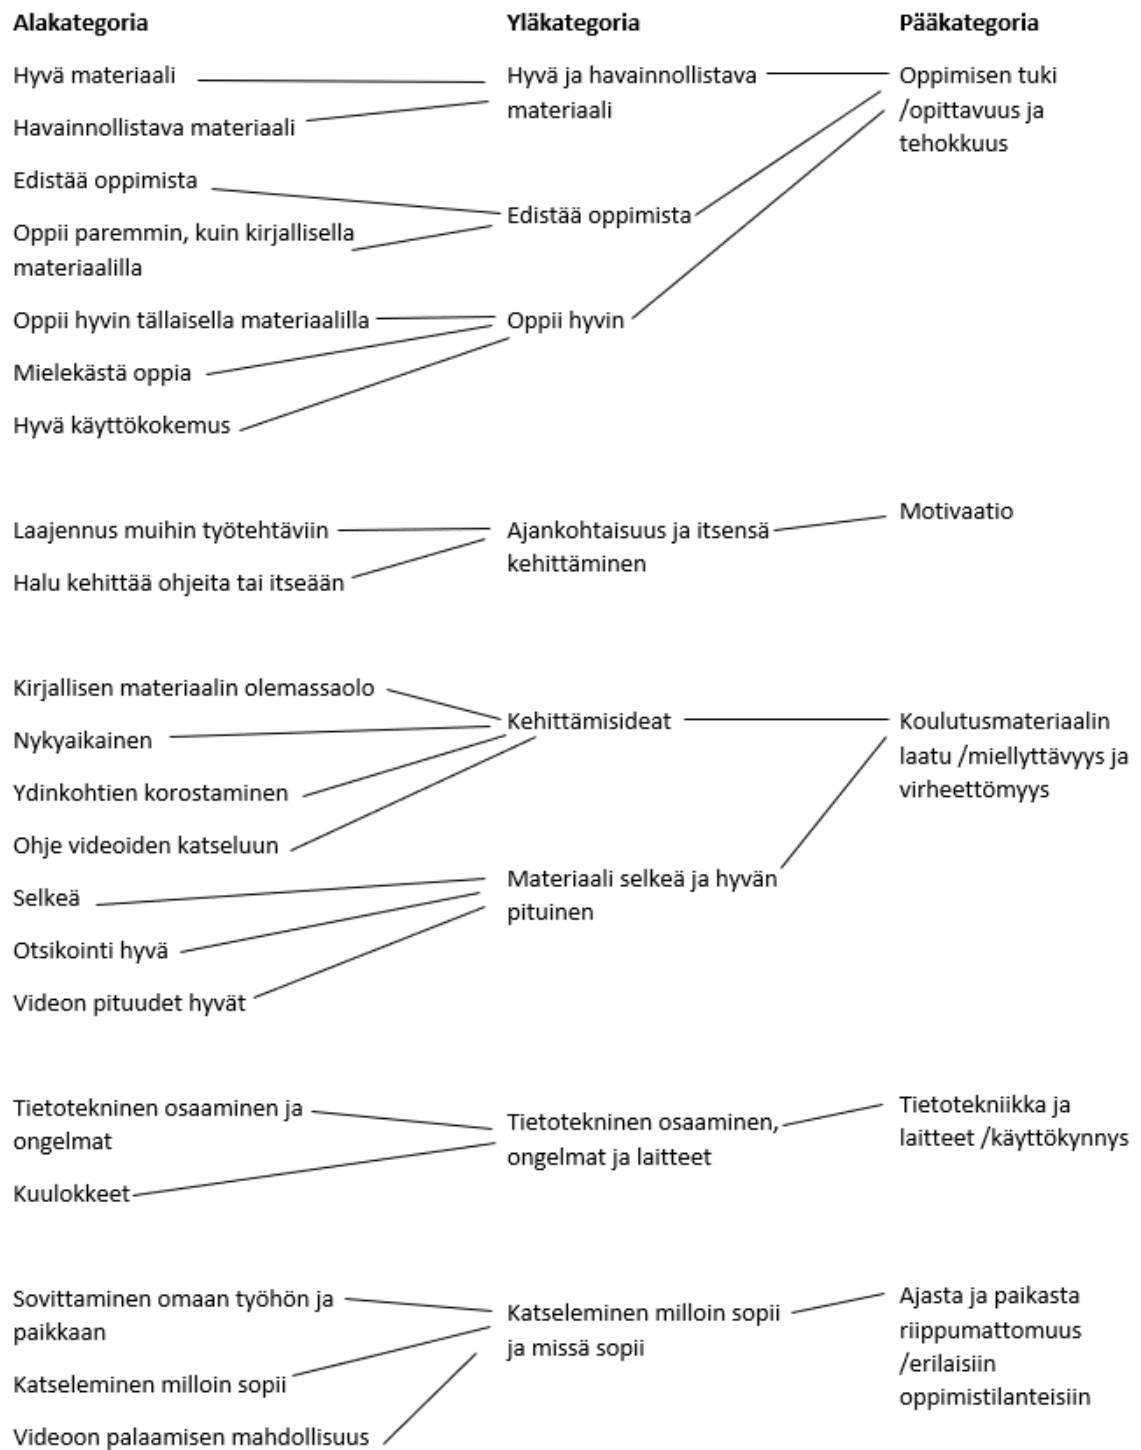 Alakategoria Yläkategoria Pääkategoria
Hyvä materiaali Hyvä ja havainnollistava Oppimisen tuki
materiaali /opittavuus ja
Havainnollistava materiaali tehokkuus
Edistää oppimista
Edistää oppimista
Oppii paremmin, kuin kirjallisella
materiaalilla
Oppii hyvin tällaisella materiaalilla Oppii hyvin
Mielekästä oppia
Hyvä käyttökokemus
Motivaatio
Laajennus muihin työtehtäviin Ajankohtaisuus ja itsensä
kehittäminen
Halu kehittää ohjeita tai itseään
Kirjallisen materiaalin olemassaolo
Kehittämisideat Koulutusmateriaalin
Nykyaikainen laatu /miellyttävyys ja
Ydinkohtien korostaminen virheettömyys
Ohje videoiden katseluun
Materiaali selkeä ja hyvän
Selkeä pituinen
Otsikointi hyvä
Videon pituudet hyvät
Tietotekninen osaaminen ja Tietotekniikka ja
ongelmat Tietotekninen osaaminen, laitteet /käyttökynnys
ongelmat ja laitteet
Kuulokkeet
Sovittaminen omaan työhön ja Ajasta ja paikasta
paikkaan Katseleminen milloin sopii riippumattomuus
ja missä sopii /erilaisiin
Katseleminen milloin sopii oppimistilanteisiin
Videoon palaamisen mahdollisuus